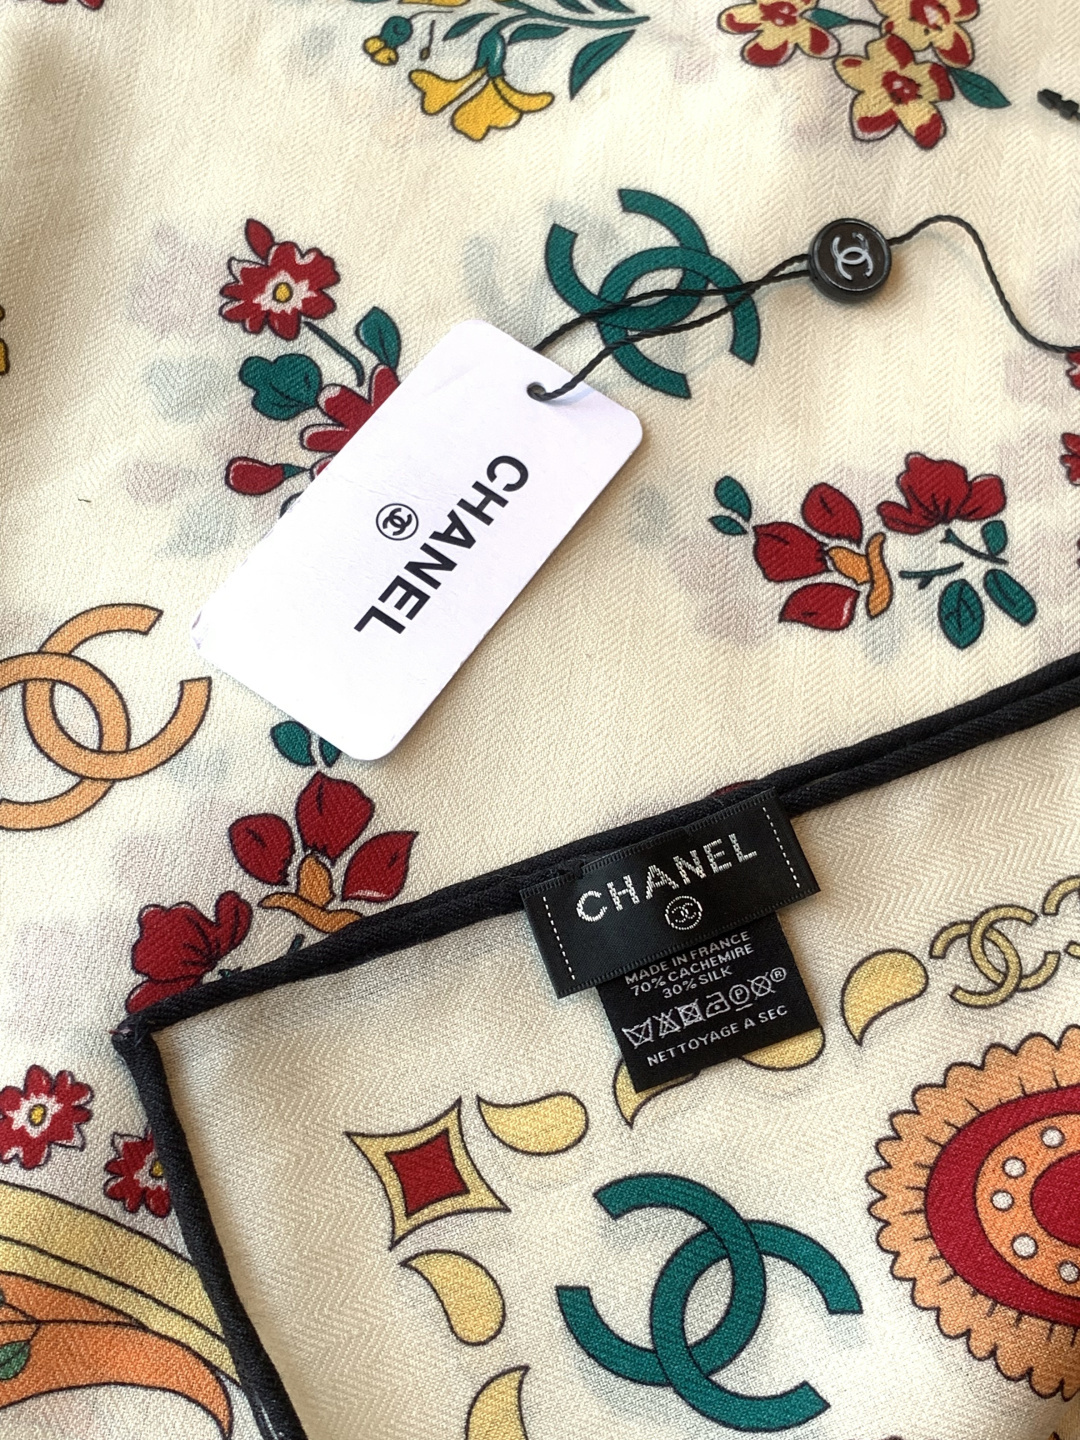 CHANEL
CHANEL
MADE IN FRANCE
70% CACHEMIRE
30% SILK
NETTOYAGE A SEC